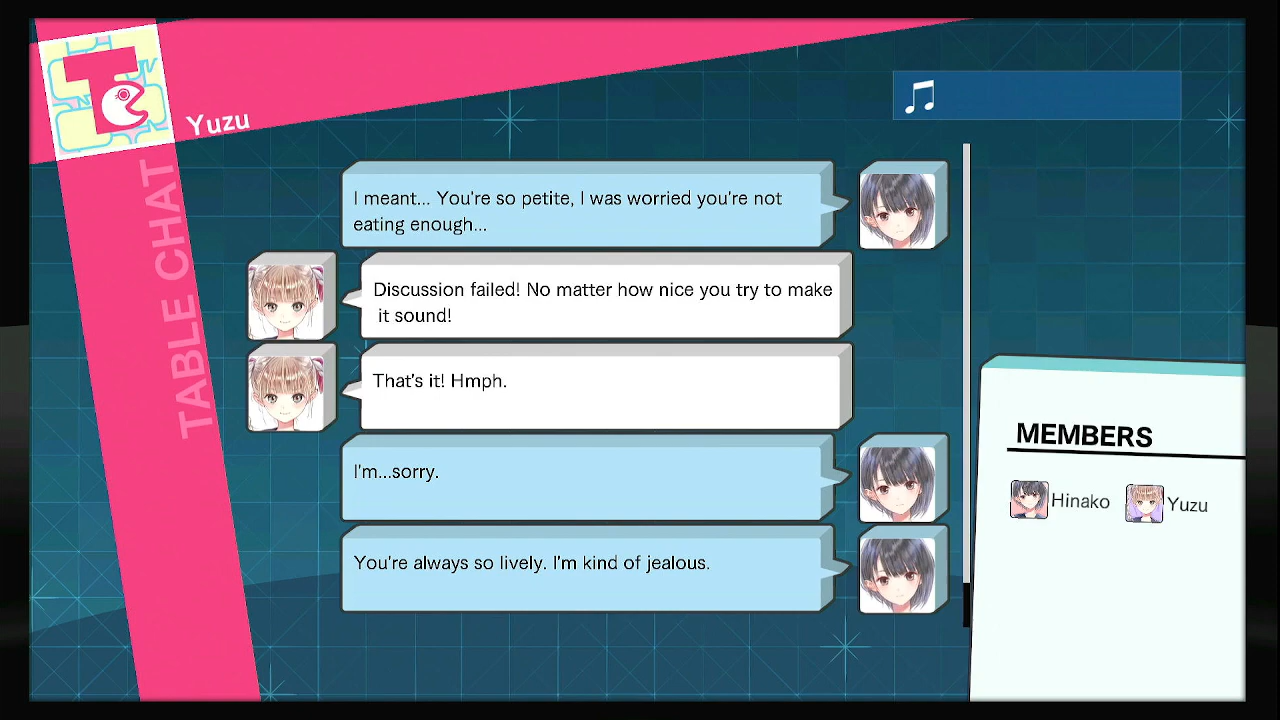 Yuzu
TABLE CHAT
I meant... You're so petite, I was worried you're not
eating enough...
Discussion failed! No matter how nice you try to make
it sound!
That's it! Hmph.
I'm...sorry.
You're always so lively. I'm kind of jealous.
MEMBERS
Hinako
Yuzu